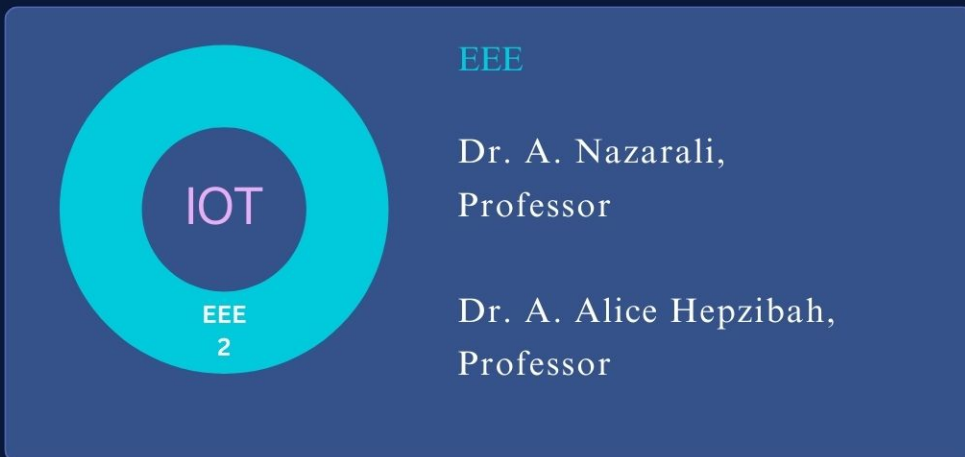 IOT
EEE
2
EEE
Dr. A. Nazarali,
Professor
Dr. A. Alice Hepzibah,
Professor